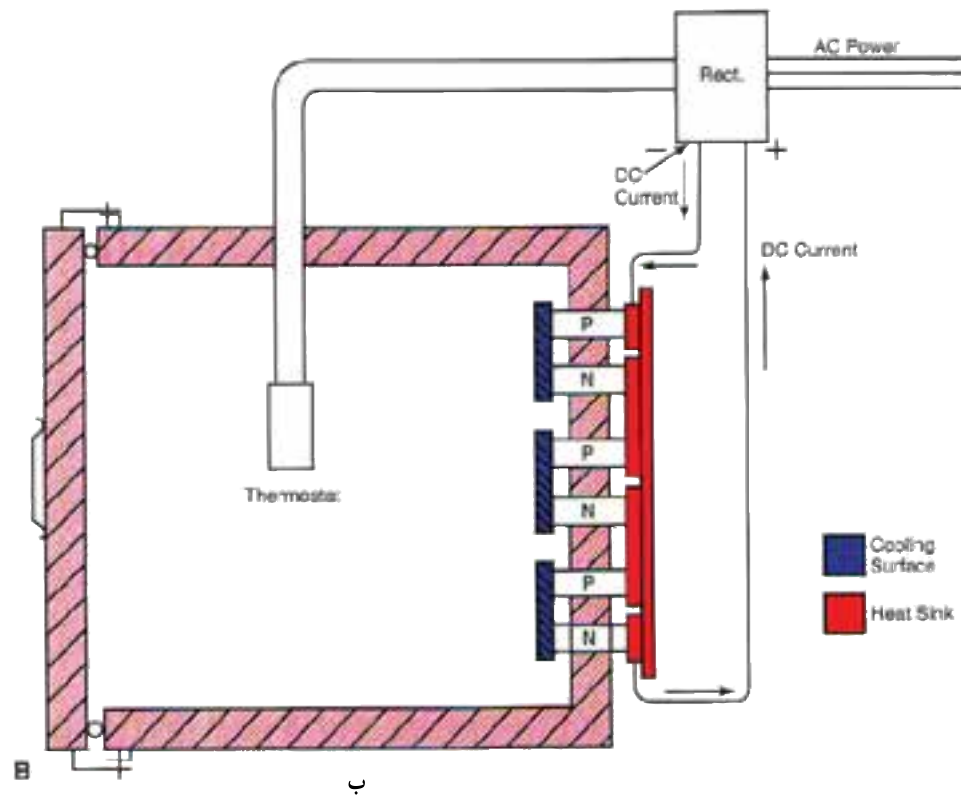 AC Power
Rect.
− +
DC
Current
DC Current
P
N
P
N
P
N
Thermostat
Cooling
Surface
Heat Sink
B
ب